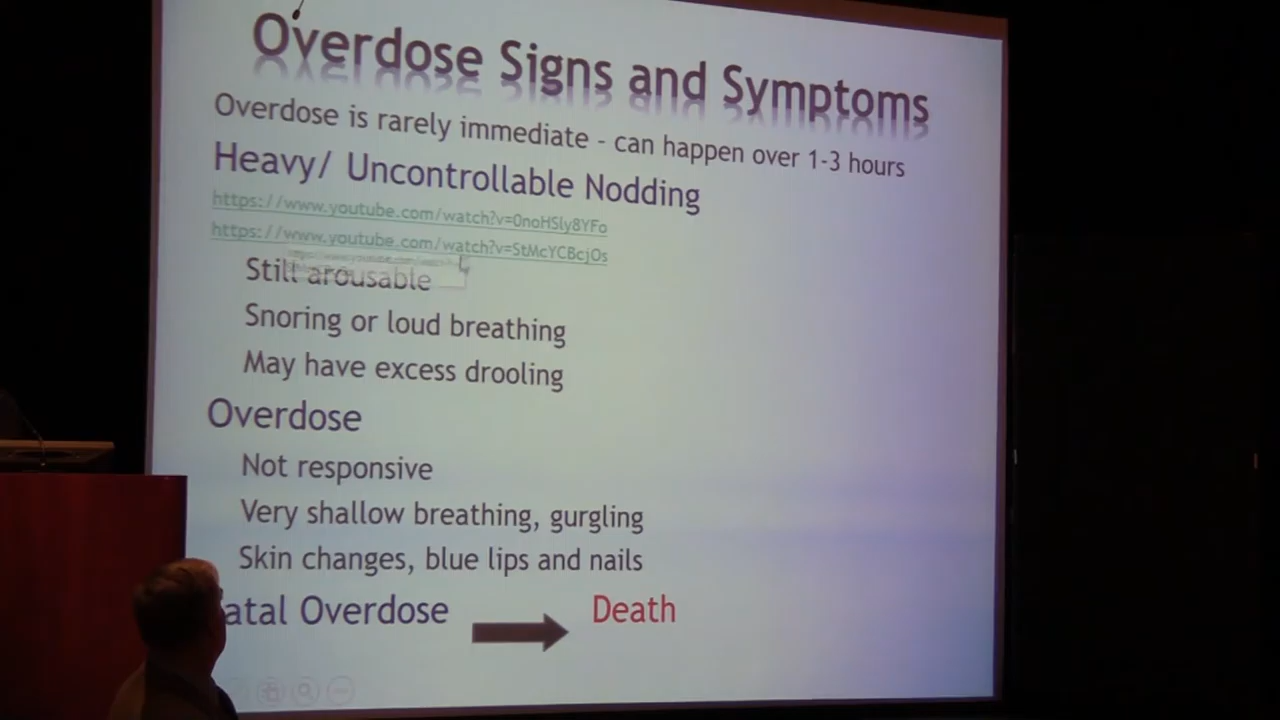 Overdose Signs and Symptoms
Overdose is rarely immediate - can happen over 1-3 hours
Heavy/ Uncontrollable Nodding
https://www.youtube.com/watch?v=0noHSly8YFo
https://www.youtube.com/watch?v=StMcYCBcjOs
Still arousable
Snoring or loud breathing
May have excess drooling
Overdose
Not responsive
Very shallow breathing, gurgling
Skin changes, blue lips and nails
atal Overdose
Death